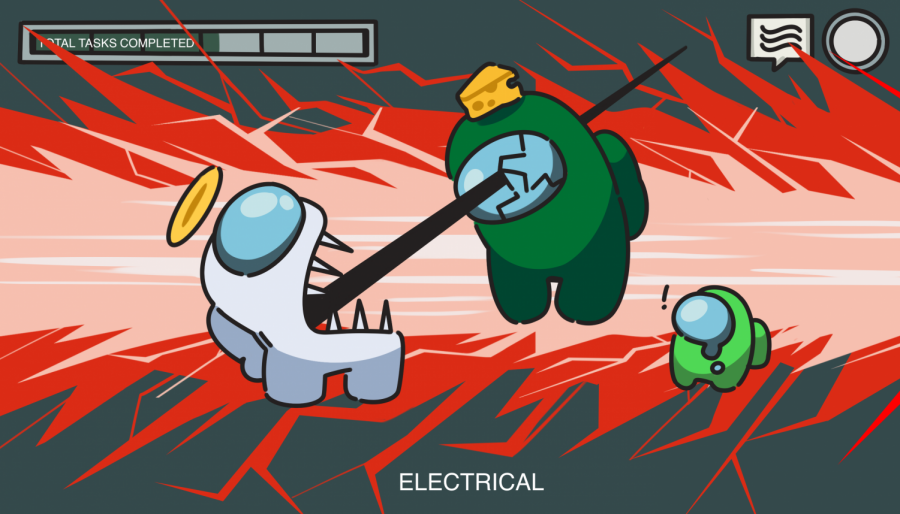 TOTAL TASKS COMPLETED
!
ELECTRICAL